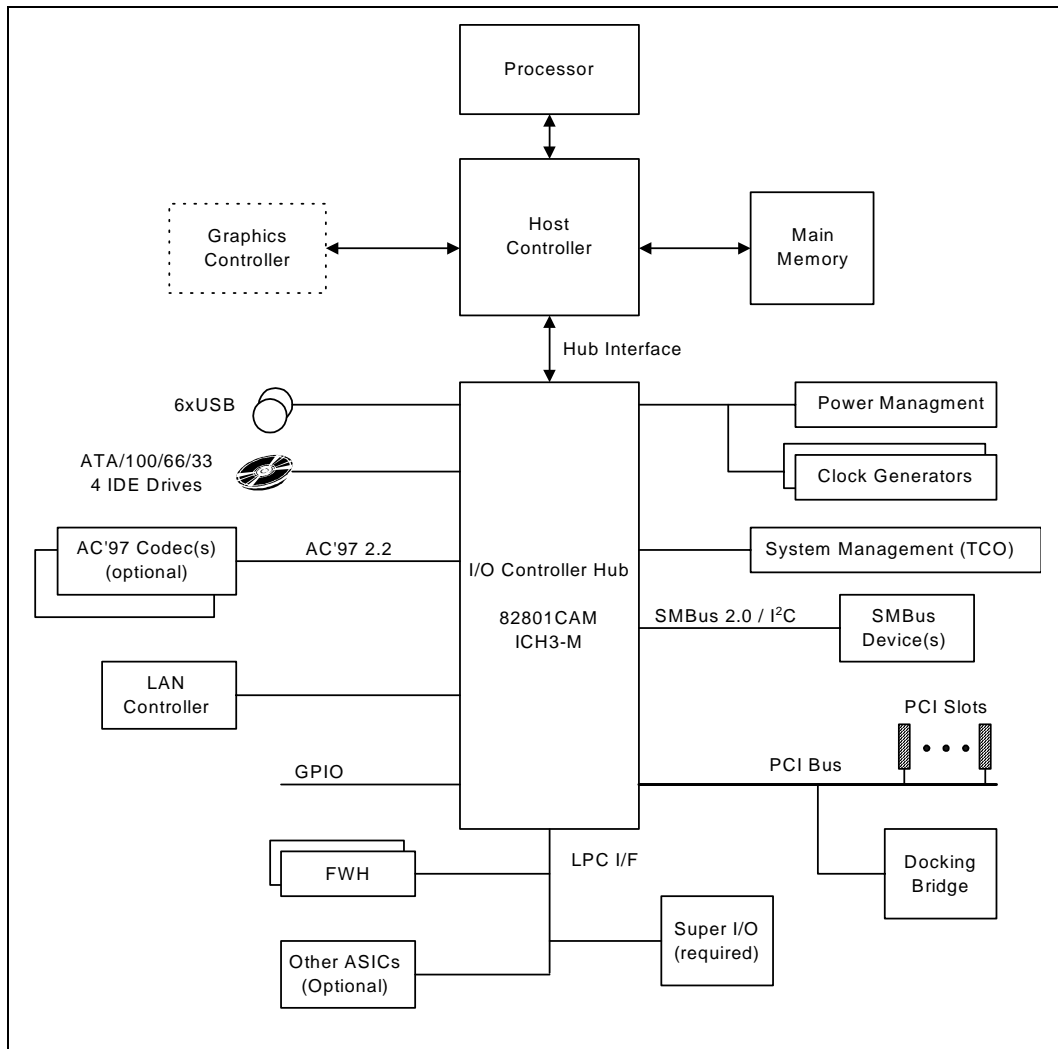 Processor
Host
Controller
Graphics
Controller
Main
Memory
Hub Interface
6xUSB
Power Managment
ATA/100/66/33
4 IDE Drives
Clock Generators
AC'97 Codec(s)
(optional)
AC'97 2.2
I/O Controller Hub
82801CAM
ICH3-M
System Management (TCO)
SMBus 2.0 / I²C
SMBus
Device(s)
LAN
Controller
PCI Slots
GPIO
PCI Bus
FWH
LPC I/F
Docking
Bridge
Super I/O
(required)
Other ASICs
(Optional)